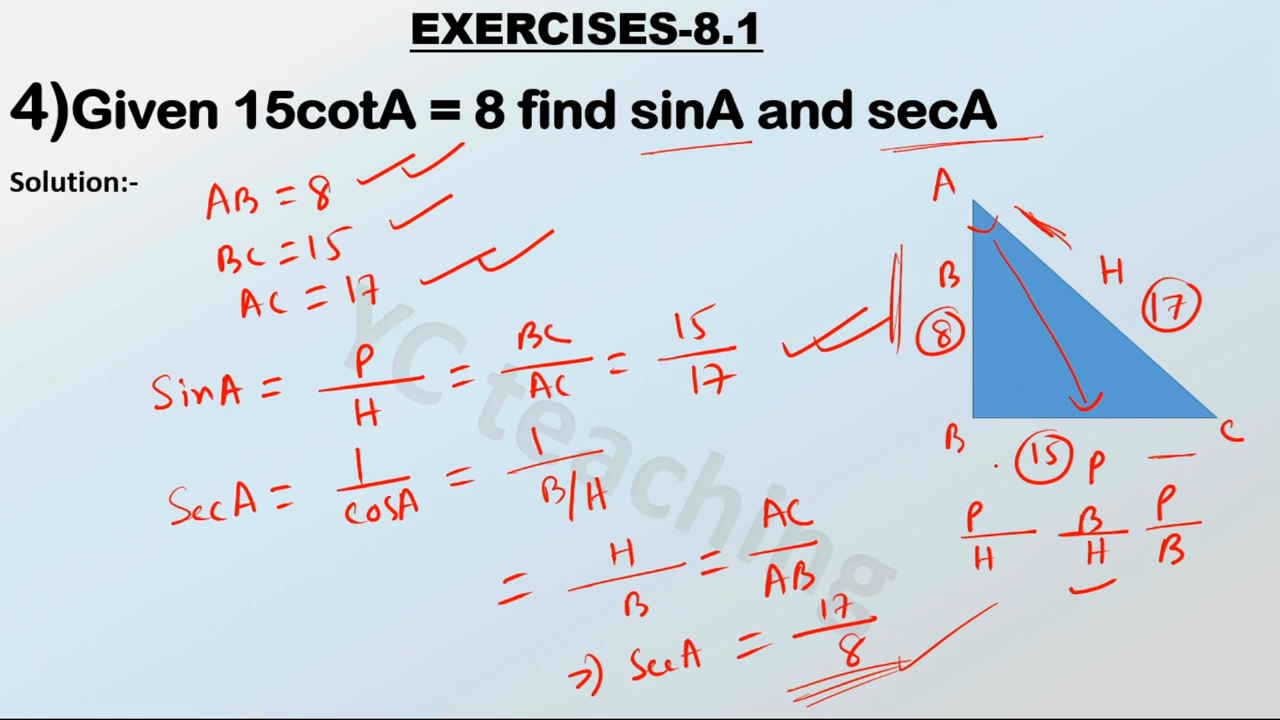 EXERCISES-8.1
4)Given 15cotA = 8 find sinA and secA
Solution:-
AB = 8
BC = 15
AC = 17
SinA = P/H = BC/AC = 15/17
SecA = 1/cosA = 1/B/H
= H/B = AC/AB
=> SecA = 17/8
A
B
8
H
17
B
15
P
C
P/H B/H P/B
YC teaching